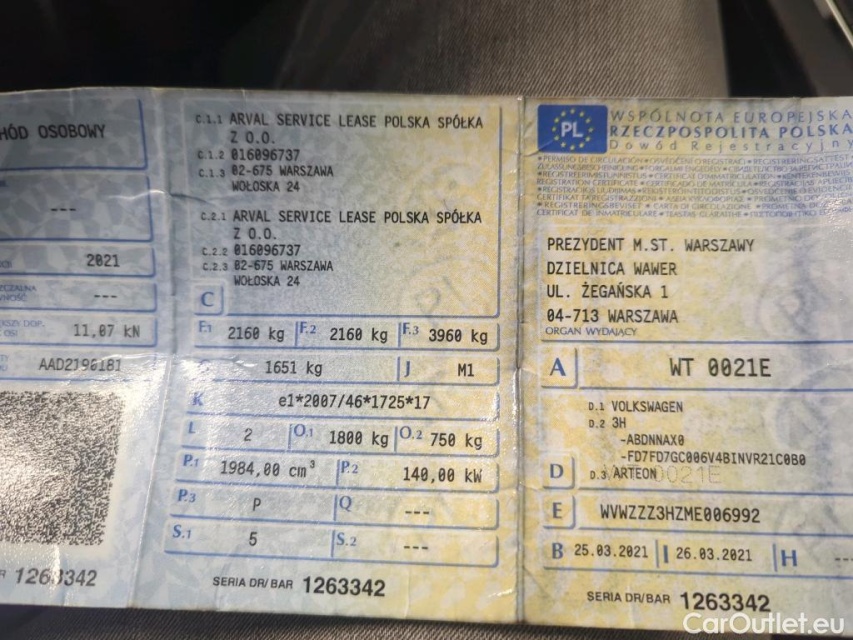 HÓD OSOBOWY
---
2021
---
11,07 kN
AAD2196181
1263342
C.1.1 ARVAL SERVICE LEASE POLSKA SPÓŁKA
Z O.O.
C.1.2 016096737
C.1.3 02-675 WARSZAWA
WOŁOSKA 24
C.2.1 ARVAL SERVICE LEASE POLSKA SPÓŁKA
Z O.O.
C.2.2 016096737
C.2.3 02-675 WARSZAWA
WOŁOSKA 24
C
F.1 2160 kg F.2 2160 kg F.3 3960 kg
1651 kg J M1
K e1*2007/46*1725*17
L 2 O.1 1800 kg O.2 750 kg
P.1 1984,00 cm³ P.2 140,00 kW
P.3 P Q ---
S.1 5 S.2 ---
SERIA DR/BAR 1263342
PL
WSPÓLNOTA EUROPEJSKA
RZECZPOSPOLITA POLSKA
Dowód Rejestracyjny
PREZYDENT M.ST. WARSZAWY
DZIELNICA WAWER
UL. ŻEGAŃSKA 1
04-713 WARSZAWA
ORGAN WYDAJĄCY
A WT 0021E
D.1 VOLKSWAGEN
D.2 3H
-ABDNNAX0
-FD7FD7GC006V4BINVR21C0B0
D D.3 ARTEON
E WVWZZZ3HZME006992
B 25.03.2021 I 26.03.2021 H ---
SERIA DR/BAR 1263342
CarOutlet.eu